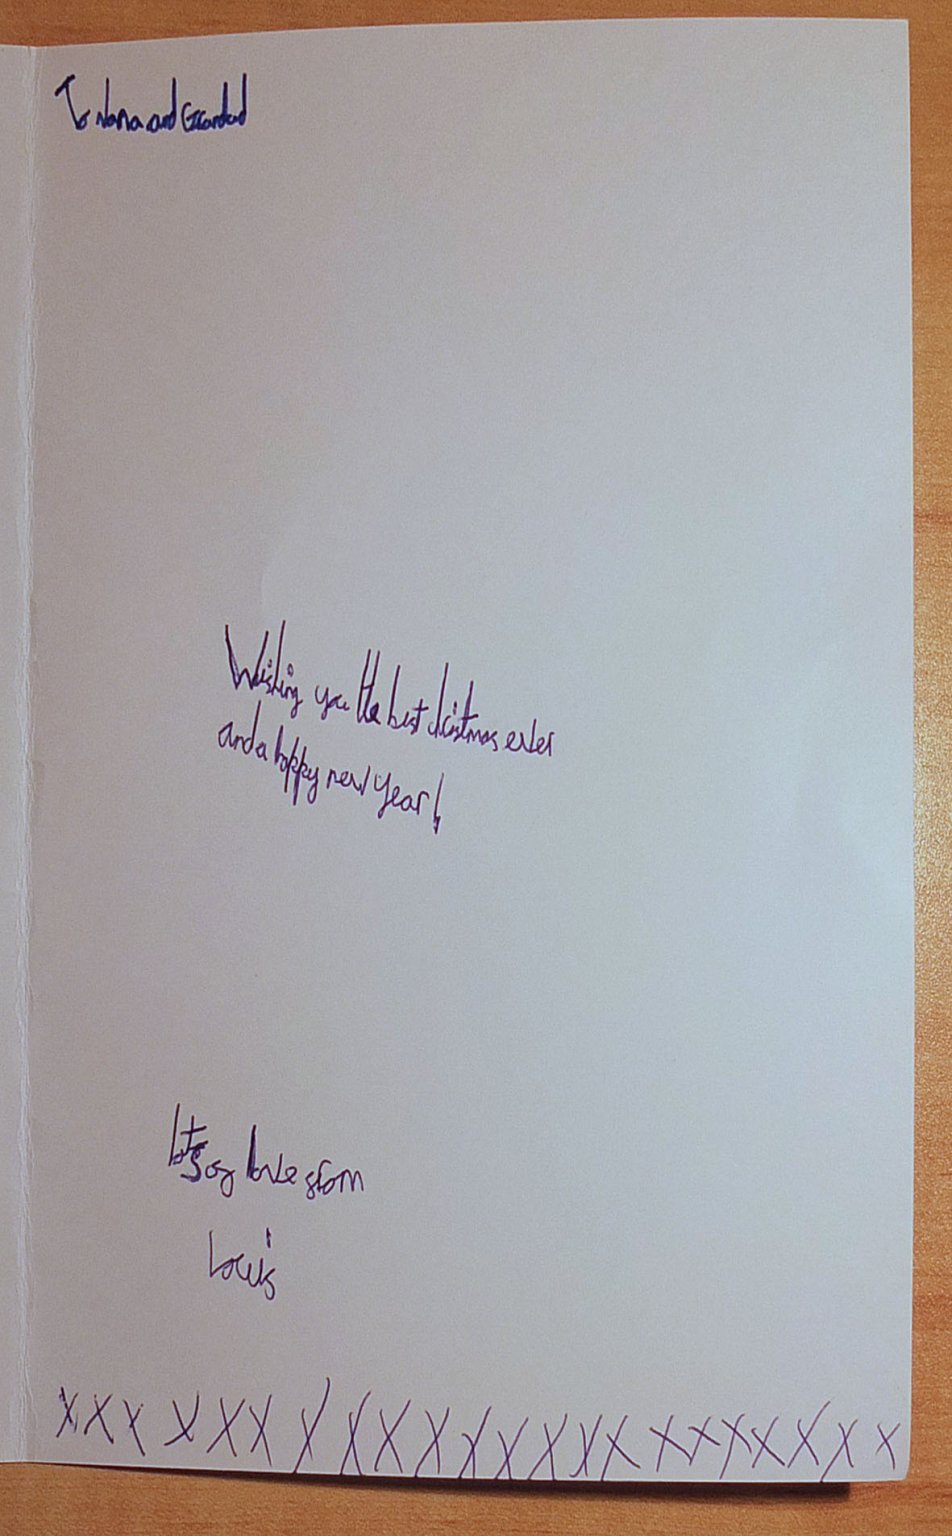 To Nana and Grandad
Wishing you the best christmas ever
and a happy new year!
lots of love from
Louis
x x x x x x x x x x x x x x x x x x x x x x